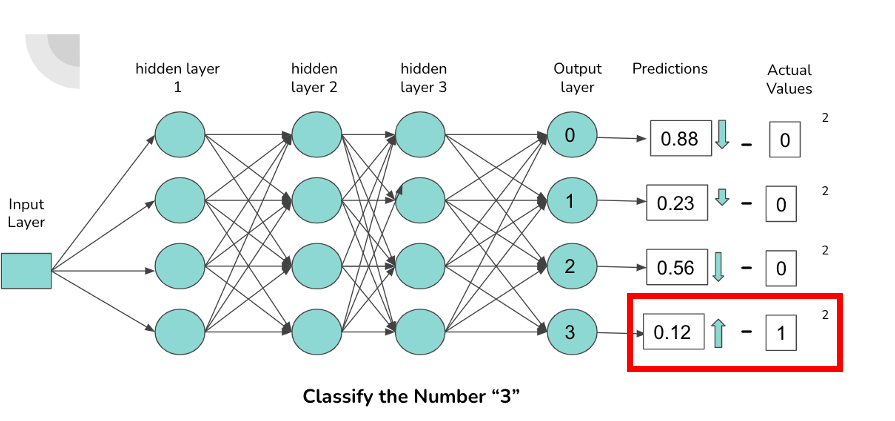 hidden layer
1
hidden
layer 2
hidden
layer 3
Output
layer
Predictions
Actual
Values
Input
Layer
0
0.88
-
0
2
1
0.23
-
0
2
2
0.56
-
0
2
3
0.12
-
1
2
Classify the Number “3”